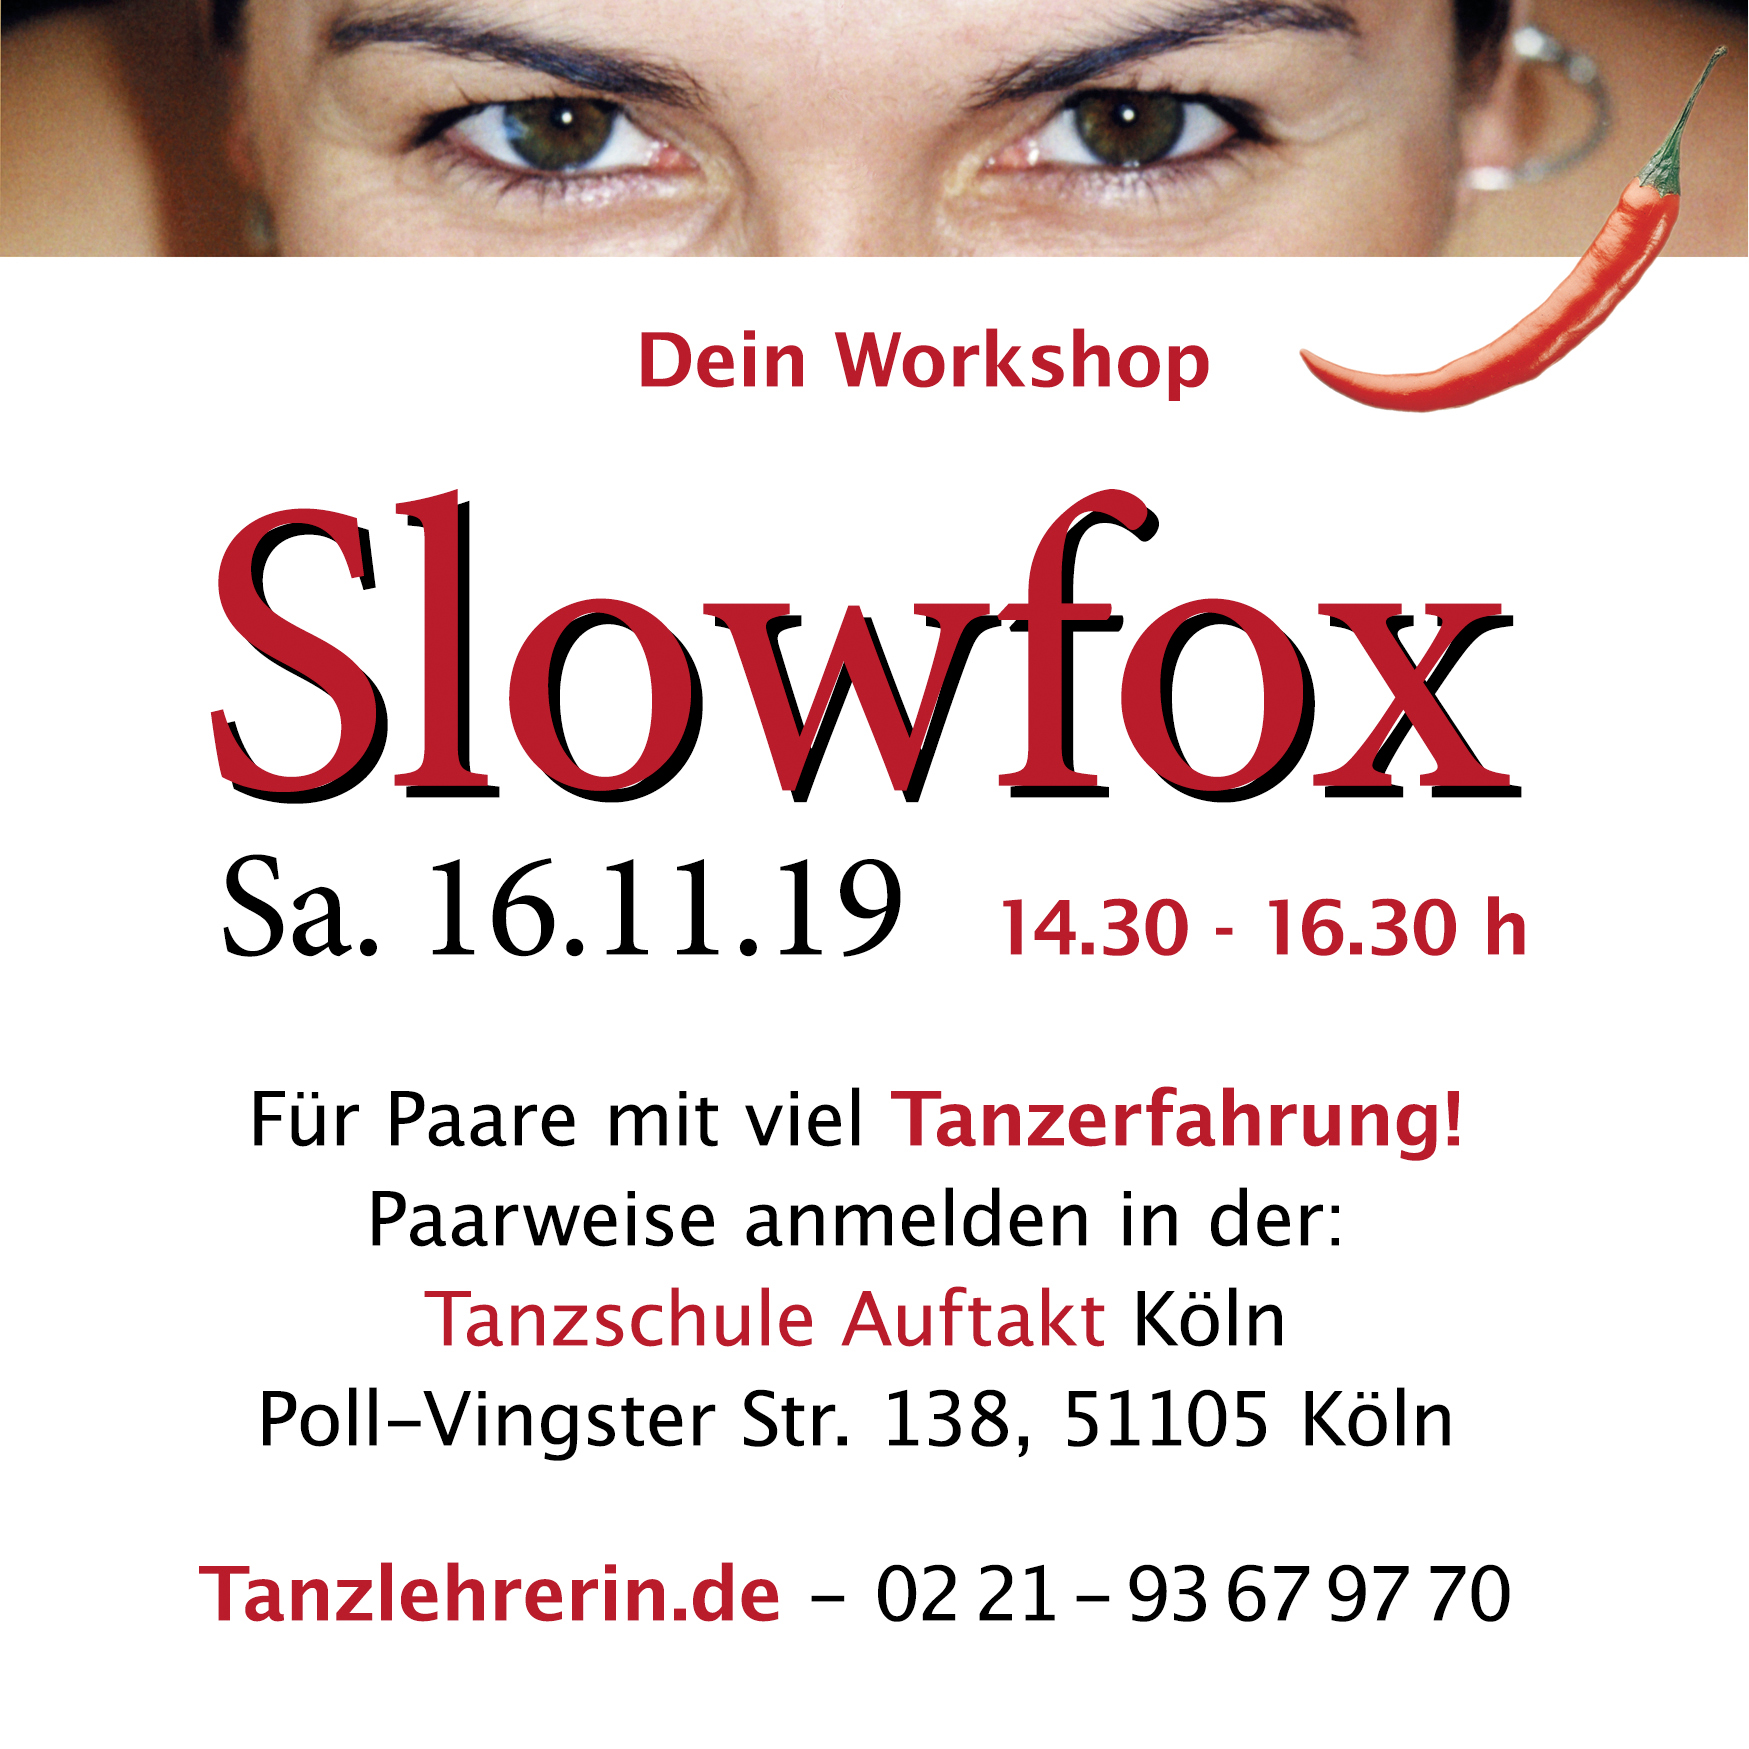 Dein Workshop
Slowfox
Sa. 16.11.19 14.30 - 16.30 h
Für Paare mit viel Tanzerfahrung!
Paarweise anmelden in der:
Tanzschule Auftakt Köln
Poll-Vingster Str. 138, 51105 Köln
Tanzlehrerin.de - 02 21 - 93 67 97 70